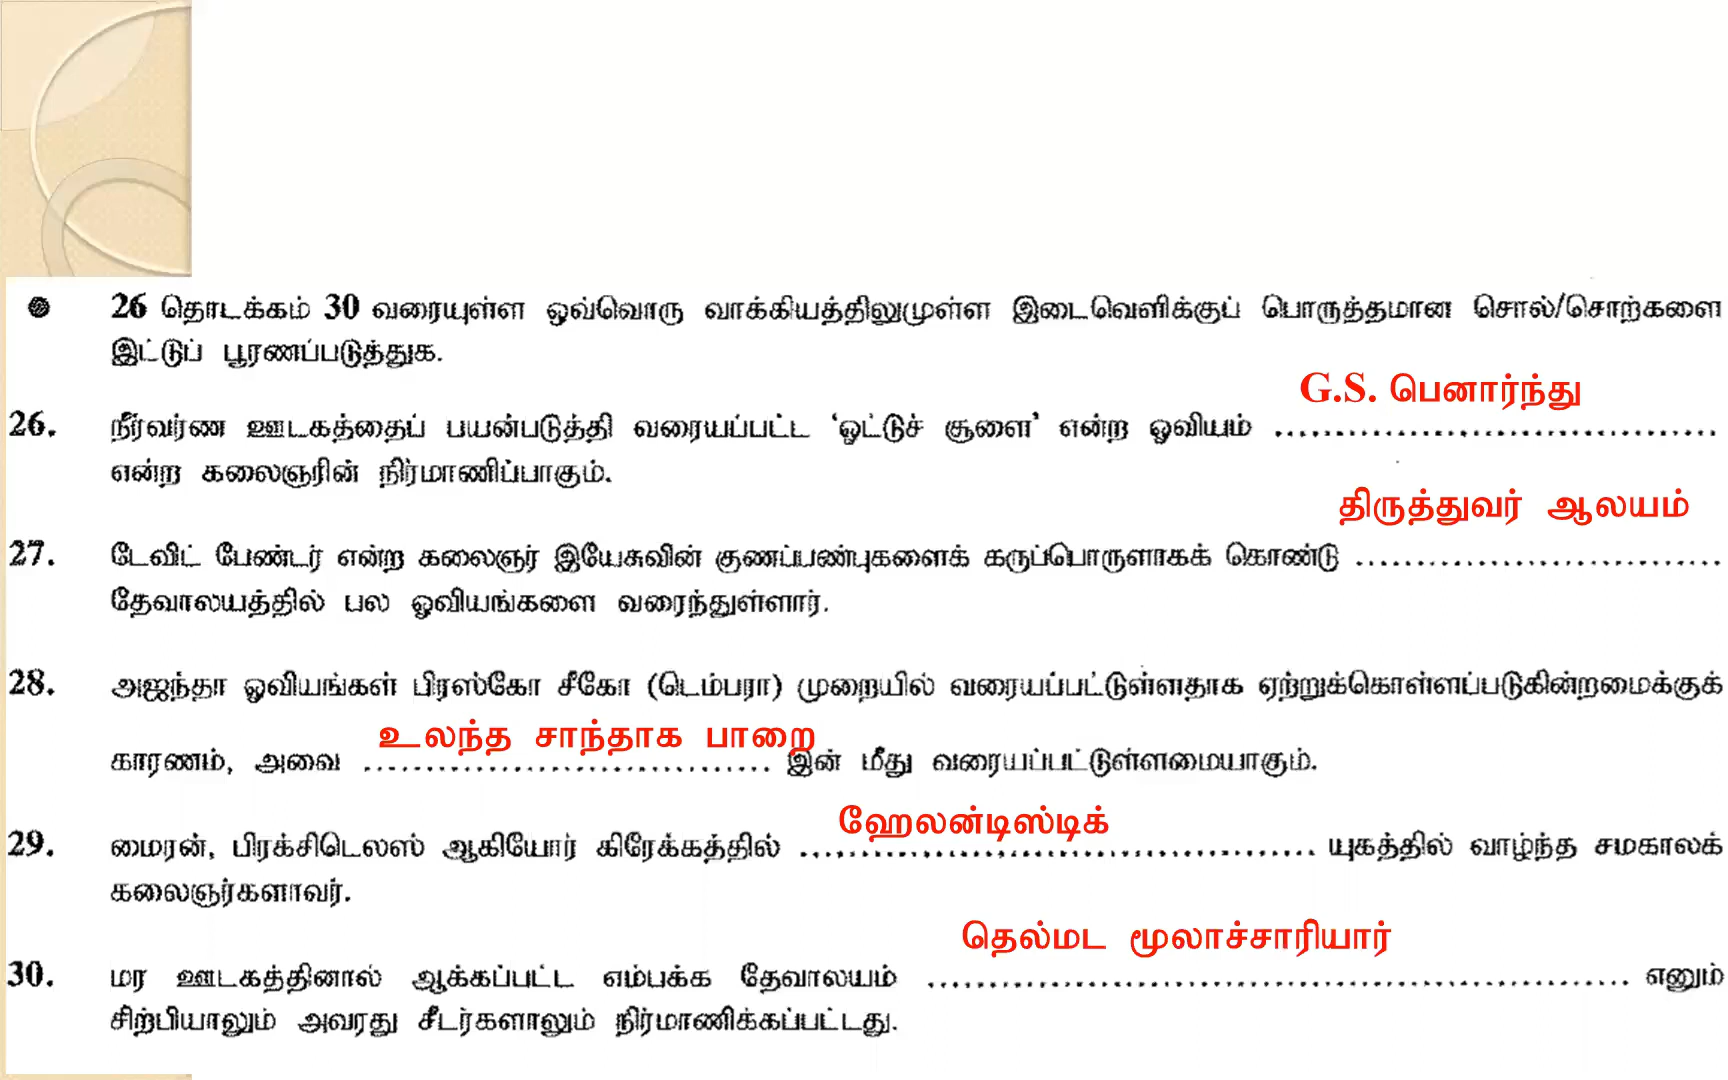 26 தொடக்கம் 30 வரையுள்ள ஒவ்வொரு வாக்கியத்திலுமுள்ள இடைவெளிக்குப் பொருத்தமான சொல்/சொற்களை
இட்டுப் பூரணப்படுத்துக.
G.S. பெனார்ந்து
26. நீர்வர்ண ஊடகத்தைப் பயன்படுத்தி வரையப்பட்ட ‘ஓட்டுச் சூளை’ என்ற ஓவியம் ....................................
என்ற கலைஞரின் நிர்மாணிப்பாகும்.
திருத்துவர் ஆலயம்
27. டேவிட் பேண்டர் என்ற கலைஞர் இயேசுவின் குணப்பண்புகளைக் கருப்பொருளாகக் கொண்டு ..............................
தேவாலயத்தில் பல ஓவியங்களை வரைந்துள்ளார்.
28. அஜந்தா ஓவியங்கள் பிரஸ்கோ சீகோ (டெம்பரா) முறையில் வரையப்பட்டுள்ளதாக ஏற்றுக்கொள்ளப்படுகின்றமைக்குக்
உலந்த சாந்தாக பாறை
காரணம், அவை ................................. இன் மீது வரையப்பட்டுள்ளமையாகும்.
ஹேலன்டிஸ்டிக்
29. மைரன், பிரக்சிடெலஸ் ஆகியோர் கிரேக்கத்தில் .......................................... யுகத்தில் வாழ்ந்த சமகாலக்
கலைஞர்களாவர்.
தெல்மட மூலாச்சாரியார்
30. மர ஊடகத்தினால் ஆக்கப்பட்ட எம்பக்க தேவாலயம் ......................................................... எனும்
சிற்பியாலும் அவரது சீடர்களாலும் நிர்மாணிக்கப்பட்டது.